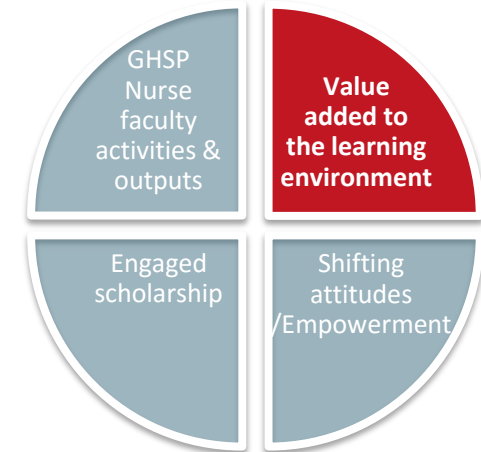 GHSP
Nurse
faculty
activities &
outputs
Value
added to
the learning
environment
Engaged
scholarship
Shifting
attitudes
/Empowerment